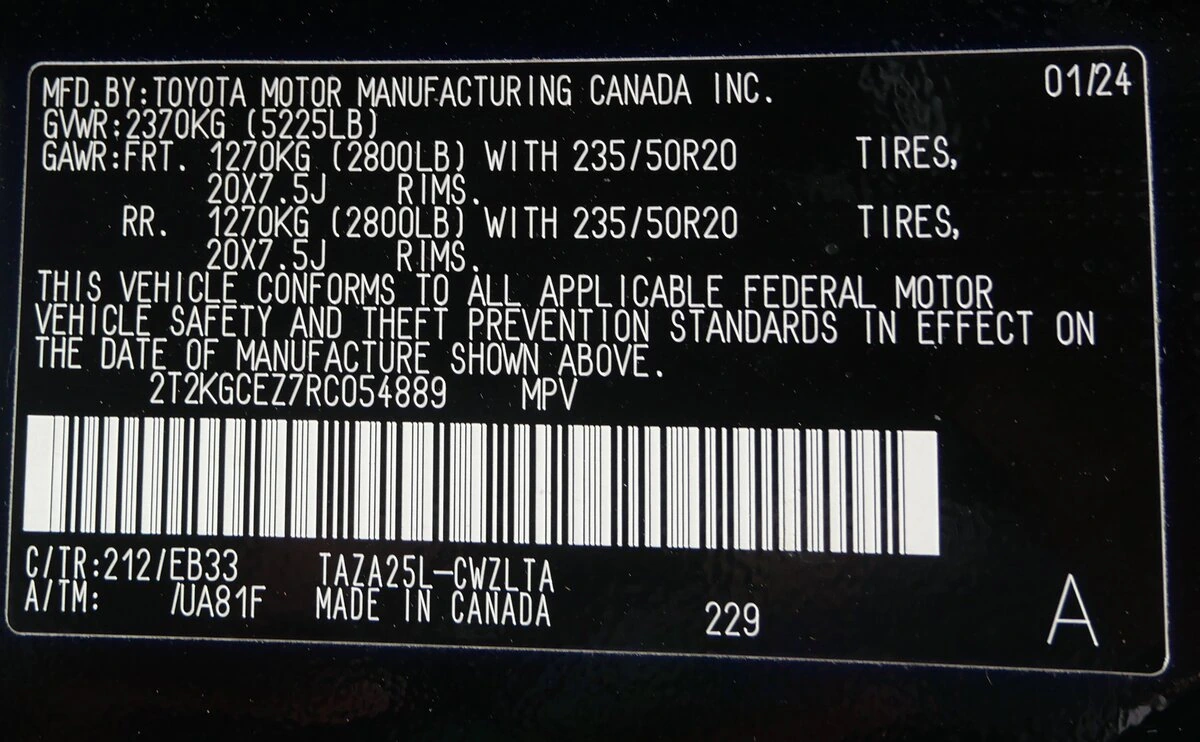 MFD.BY:TOYOTA MOTOR MANUFACTURING CANADA INC. 01/24
GVWR:2370KG (5225LB)
GAWR:FRT. 1270KG (2800LB) WITH 235/50R20 TIRES,
20X7.5J RIMS.
RR. 1270KG (2800LB) WITH 235/50R20 TIRES,
20X7.5J RIMS.
THIS VEHICLE CONFORMS TO ALL APPLICABLE FEDERAL MOTOR
VEHICLE SAFETY AND THEFT PREVENTION STANDARDS IN EFFECT ON
THE DATE OF MANUFACTURE SHOWN ABOVE.
2T2KGCEZ7RC054889 MPV
C/TR:212/EB33 TAZA25L-CWZLTA
A/TM: /UA81F MADE IN CANADA 229 A